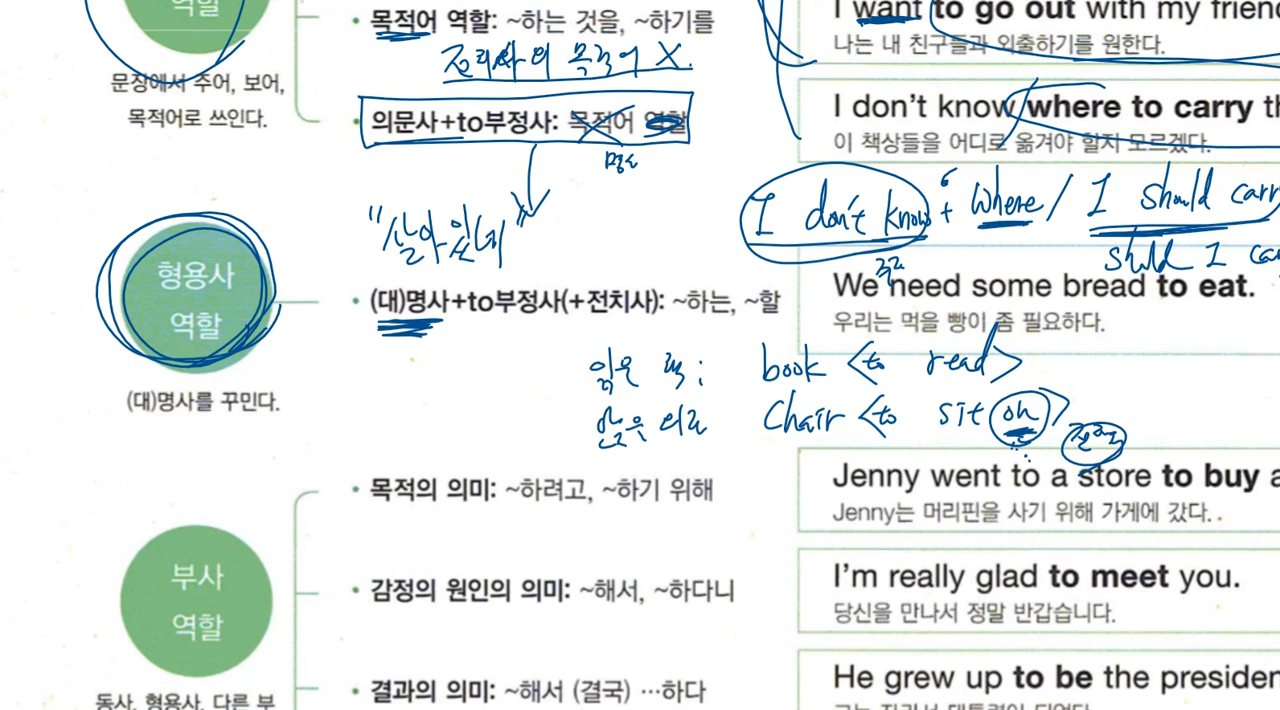 역할
문장에서 주어, 보어,
목적어로 쓰인다.
• 목적어 역할: ~하는 것을, ~하기를
전치사의 목적어 X.
• 의문사+to부정사: 목적어 역할
명소
"살아있네"
I want to go out with my frien
나는 내 친구들과 외출하기를 원한다.
I don't know where to carry th
이 책상들을 어디로 옮겨야 할지 모르겠다.
I don't know + where / I should carry
should I ca
형용사
역할
(대)명사를 꾸민다.
• (대)명사+to부정사(+전치사): ~하는, ~할
We need some bread to eat.
우리는 먹을 빵이 좀 필요하다.
읽은 책; book <to read>
앉은 의자 Chair <to sit on>
부사
역할
동사, 형용사, 다른 부
• 목적의 의미: ~하려고, ~하기 위해
Jenny went to a store to buy a
Jenny는 머리핀을 사기 위해 가게에 갔다.
• 감정의 원인의 의미: ~해서, ~하다니
I'm really glad to meet you.
당신을 만나서 정말 반갑습니다.
• 결과의 의미: ~해서 (결국) …하다
He grew up to be the presiden